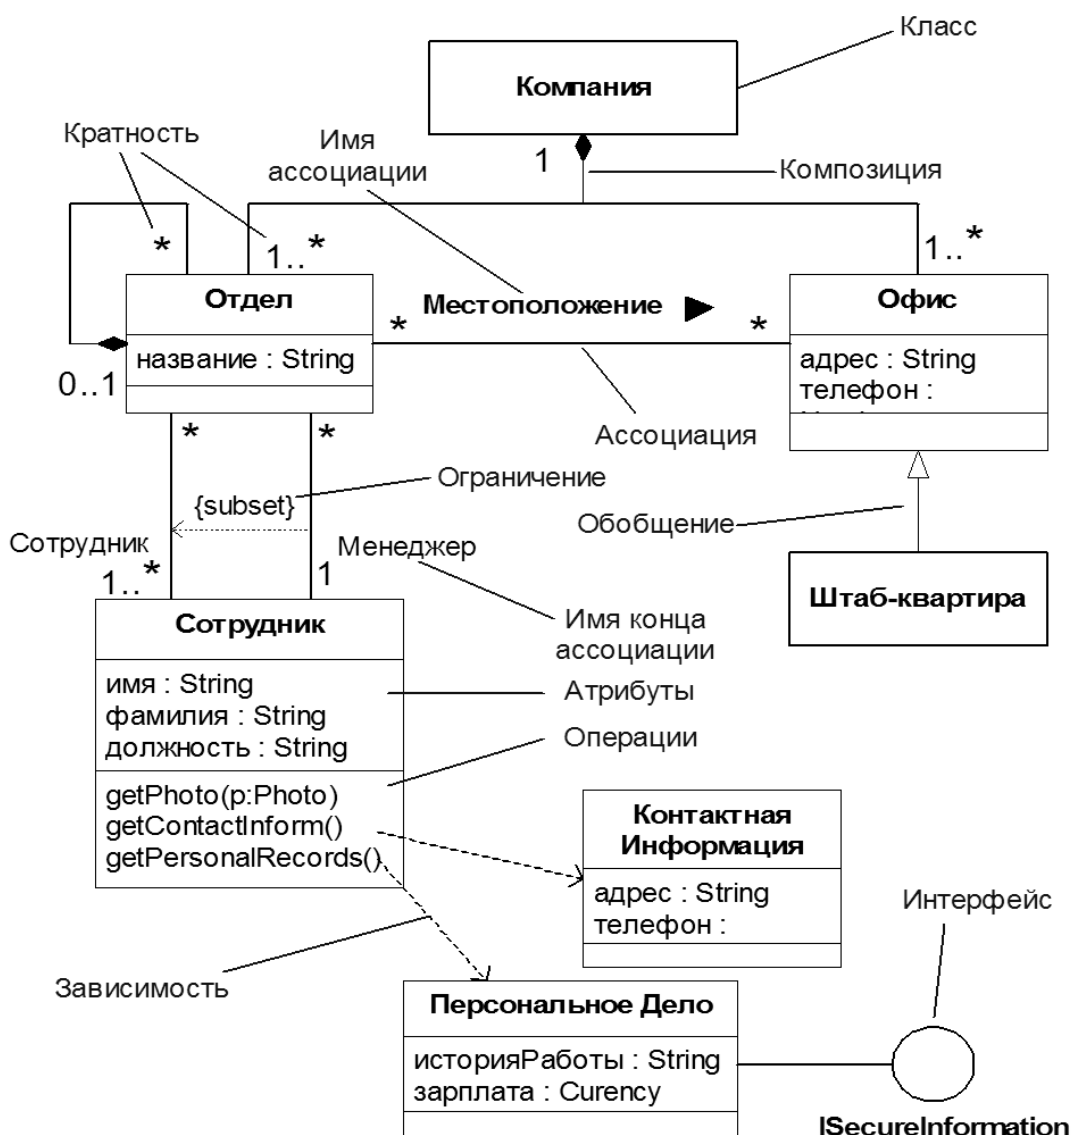 Класс
Компания
Кратность
Имя
ассоциации
1
Композиция
*
1..*
1..*
Отдел
Местоположение
Офис
*
*
название : String
адрес : String
телефон :
0..1
*
*
Ассоциация
Ограничение
{subset}
Обобщение
Сотрудник
Менеджер
1..*
1
Штаб-квартира
Сотрудник
Имя конца
ассоциации
имя : String
фамилия : String
должность : String
Атрибуты
Операции
getPhoto(p:Photo)
getContactInform()
getPersonalRecords()
Контактная
Информация
адрес : String
телефон :
Интерфейс
Зависимость
Персональное Дело
историяРаботы : String
зарплата : Curency
ISecureInformation